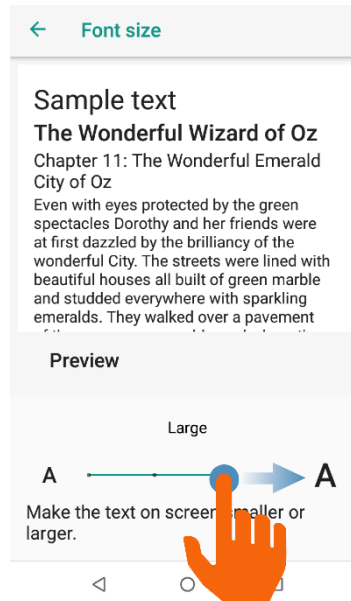 Font size
Sample text
The Wonderful Wizard of Oz
Chapter 11: The Wonderful Emerald
City of Oz
Even with eyes protected by the green
spectacles Dorothy and her friends were
at first dazzled by the brilliancy of the
wonderful City. The streets were lined with
beautiful houses all built of green marble
and studded everywhere with sparkling
emeralds. They walked over a pavement
Preview
Large
A A
Make the text on screen smaller or
larger.